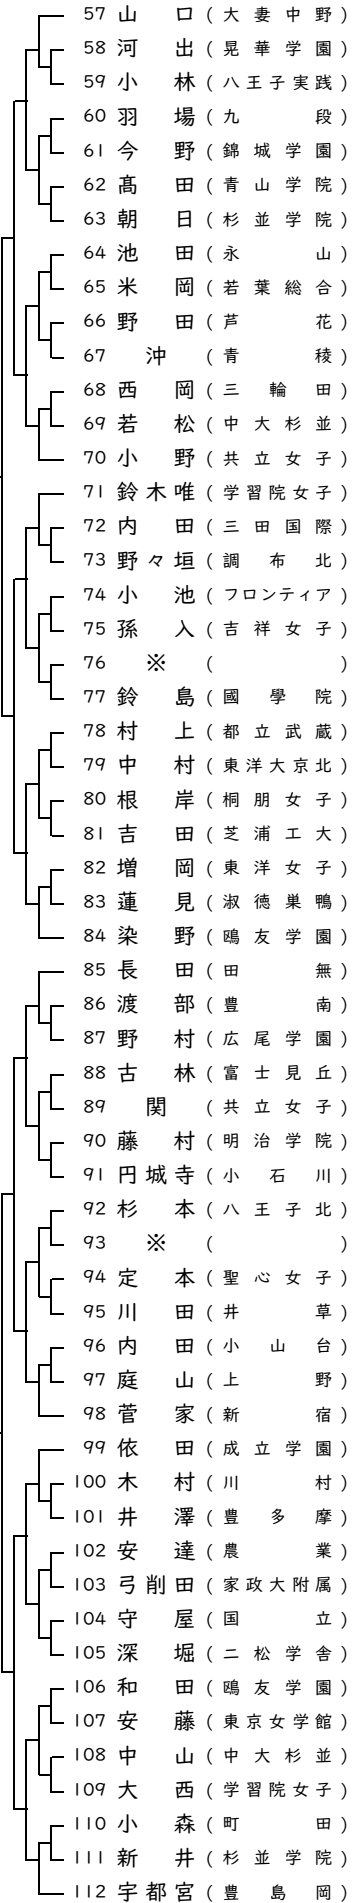 57 山口 (大妻中野)
58 河出 (晃華学園)
59 小林 (八王子実践)
60 羽場 (九段)
61 今野 (錦城学園)
62 髙田 (青山学院)
63 朝日 (杉並学院)
64 池田 (永山)
65 米岡 (若葉総合)
66 野田 (芦花)
67 沖 (青稜)
68 西岡 (三輪田)
69 若松 (中大杉並)
70 小野 (共立女子)
71 鈴木唯 (学習院女子)
72 内田 (三田国際)
73 野々垣 (調布北)
74 小池 (フロンティア)
75 孫入 (吉祥女子)
76 ※ ( )
77 鈴島 (國學院)
78 村上 (都立武蔵)
79 中村 (東洋大京北)
80 根岸 (桐朋女子)
81 吉田 (芝浦工大)
82 増岡 (東洋女子)
83 蓮見 (淑徳巣鴨)
84 染野 (鴎友学園)
85 長田 (田無)
86 渡部 (豊南)
87 野村 (広尾学園)
88 古林 (富士見丘)
89 関 (共立女子)
90 藤村 (明治学院)
91 円城寺 (小石川)
92 杉本 (八王子北)
93 ※ ( )
94 定本 (聖心女子)
95 川田 (井草)
96 内田 (小山台)
97 庭山 (上野)
98 菅家 (新宿)
99 依田 (成立学園)
100 木村 (川村)
101 井澤 (豊多摩)
102 安達 (農業)
103 弓削田 (家政大附属)
104 守屋 (国立)
105 深堀 (二松学舎)
106 和田 (鴎友学園)
107 安藤 (東京女学館)
108 中山 (中大杉並)
109 大西 (学習院女子)
110 小森 (町田)
111 新井 (杉並学院)
112 宇都宮 (豊島岡)